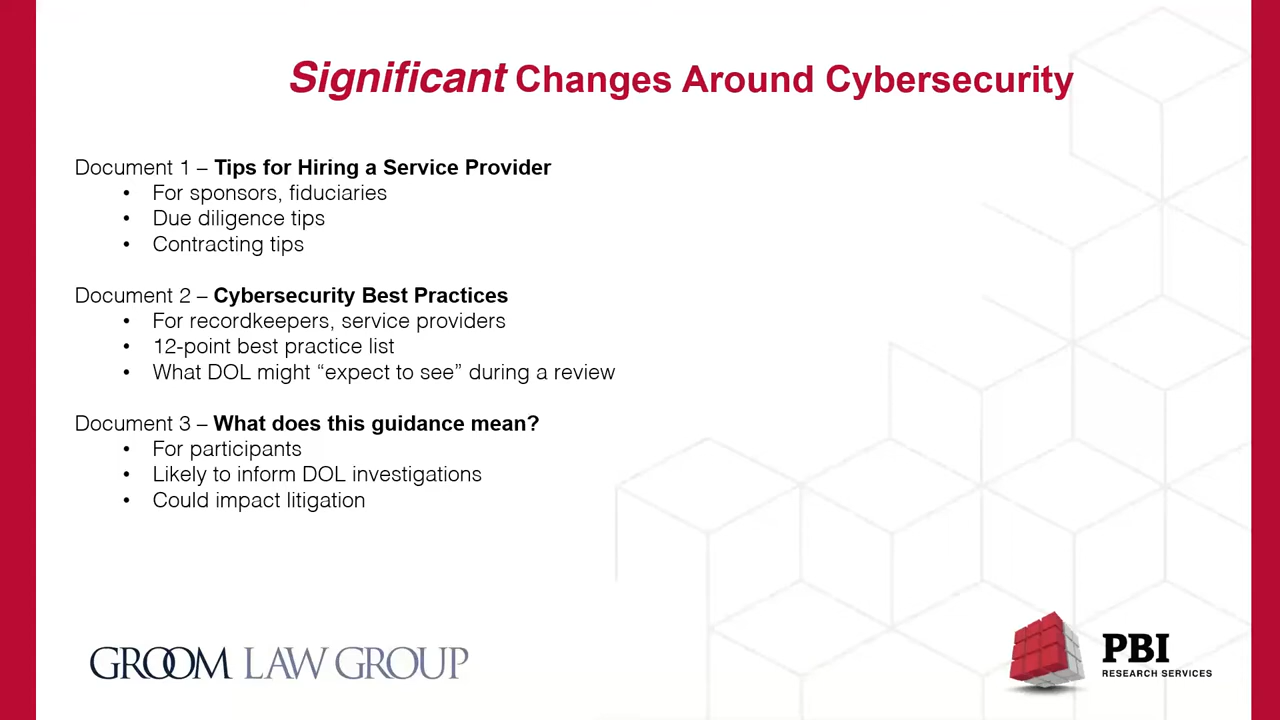 Significant Changes Around Cybersecurity
Document 1 – Tips for Hiring a Service Provider
• For sponsors, fiduciaries
• Due diligence tips
• Contracting tips
Document 2 – Cybersecurity Best Practices
• For recordkeepers, service providers
• 12-point best practice list
• What DOL might “expect to see” during a review
Document 3 – What does this guidance mean?
• For participants
• Likely to inform DOL investigations
• Could impact litigation
GROOM LAW GROUP
PBI
RESEARCH SERVICES